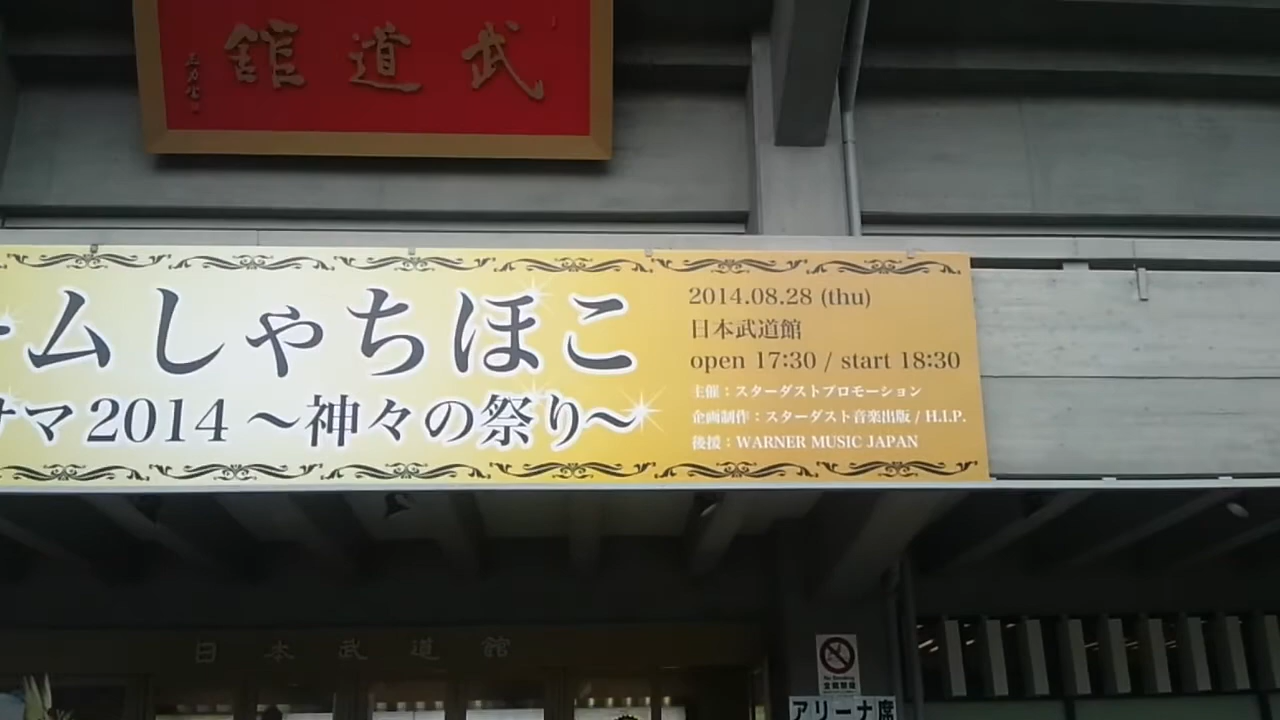 武道館
ームしゃちほこ
サマ2014～神々の祭り～
2014.08.28 (thu)
日本武道館
open 17:30 / start 18:30
主催：スターダストプロモーション
企画制作：スターダスト音楽出版 / H.I.P.
後援：WARNER MUSIC JAPAN
日本武道館
No Smoking
アリーナ席